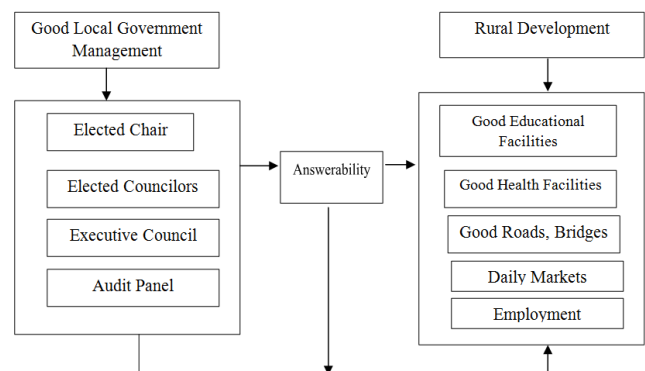 Good Local Government
Management
Elected Chair
Elected Councilors
Executive Council
Audit Panel
Answerability
Rural Development
Good Educational
Facilities
Good Health Facilities
Good Roads, Bridges
Daily Markets
Employment